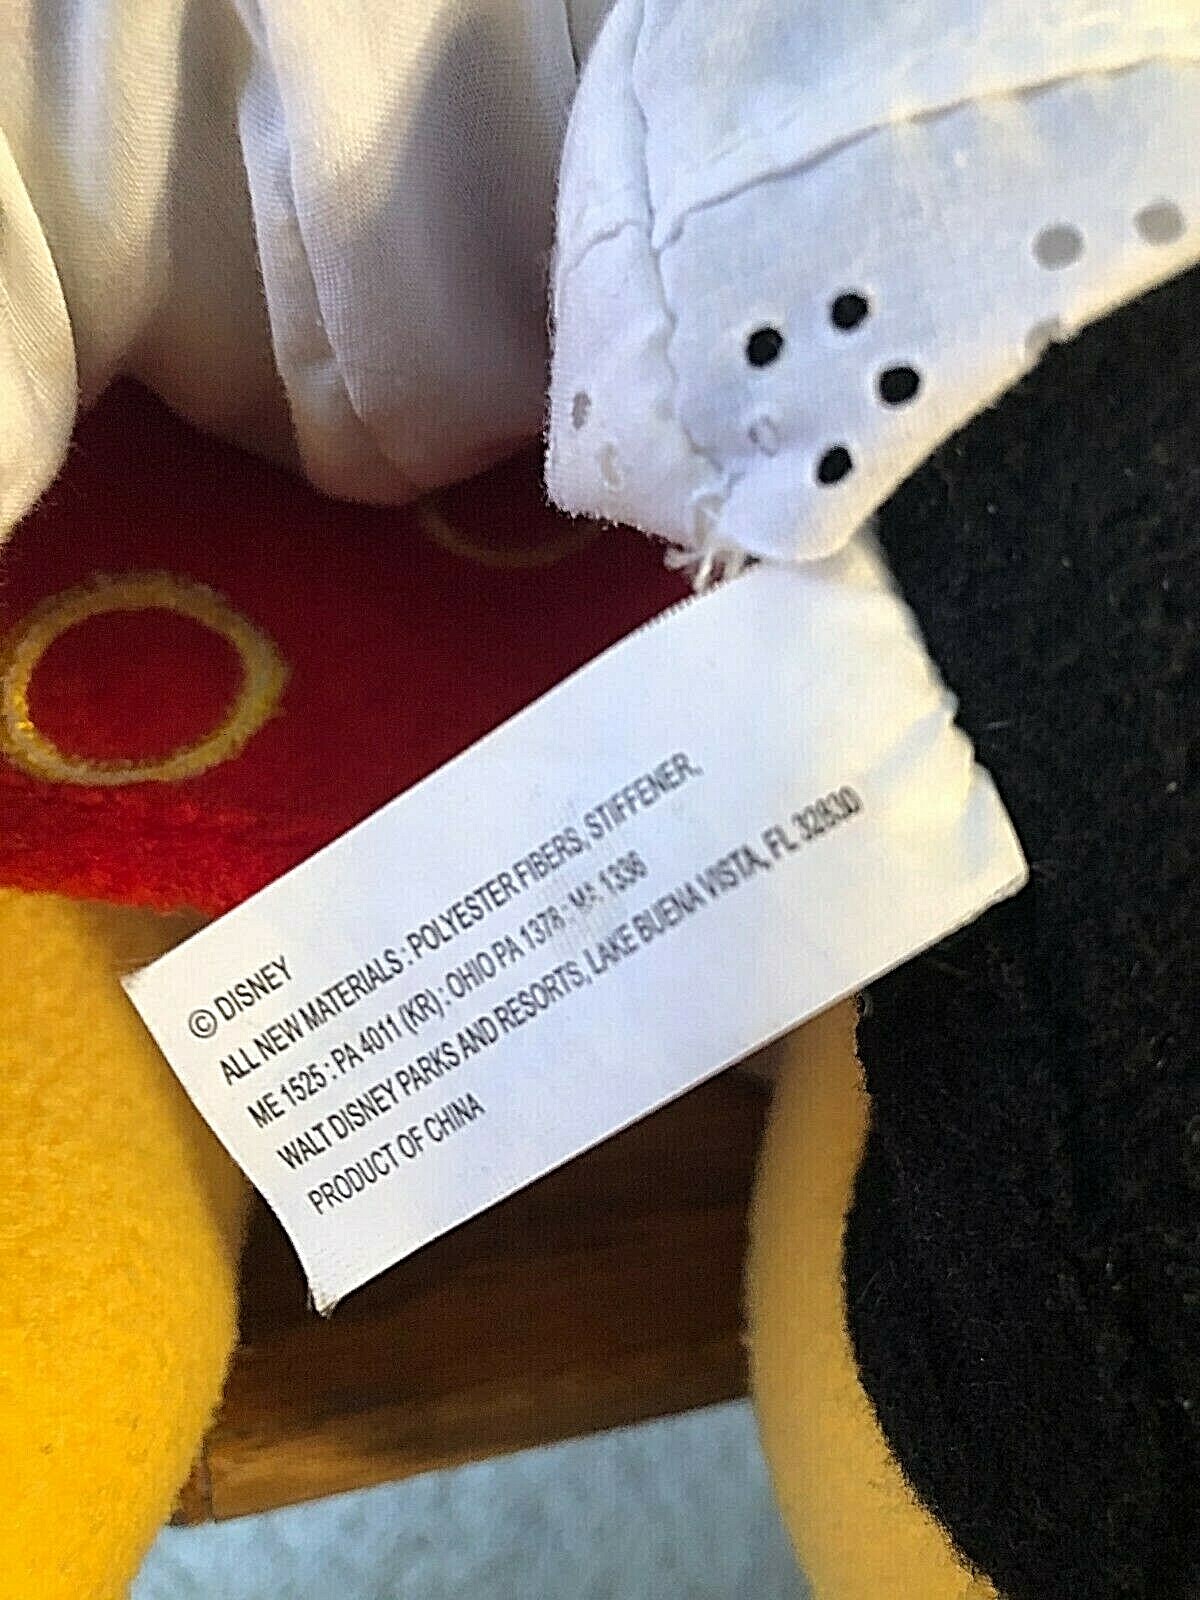 © DISNEY
ALL NEW MATERIALS : POLYESTER FIBERS, STIFFENER,
ME 1525 : PA 4011 (KR) : OHIO PA 1378 : MA 1336
WALT DISNEY PARKS AND RESORTS, LAKE BUENA VISTA, FL 32830
PRODUCT OF CHINA